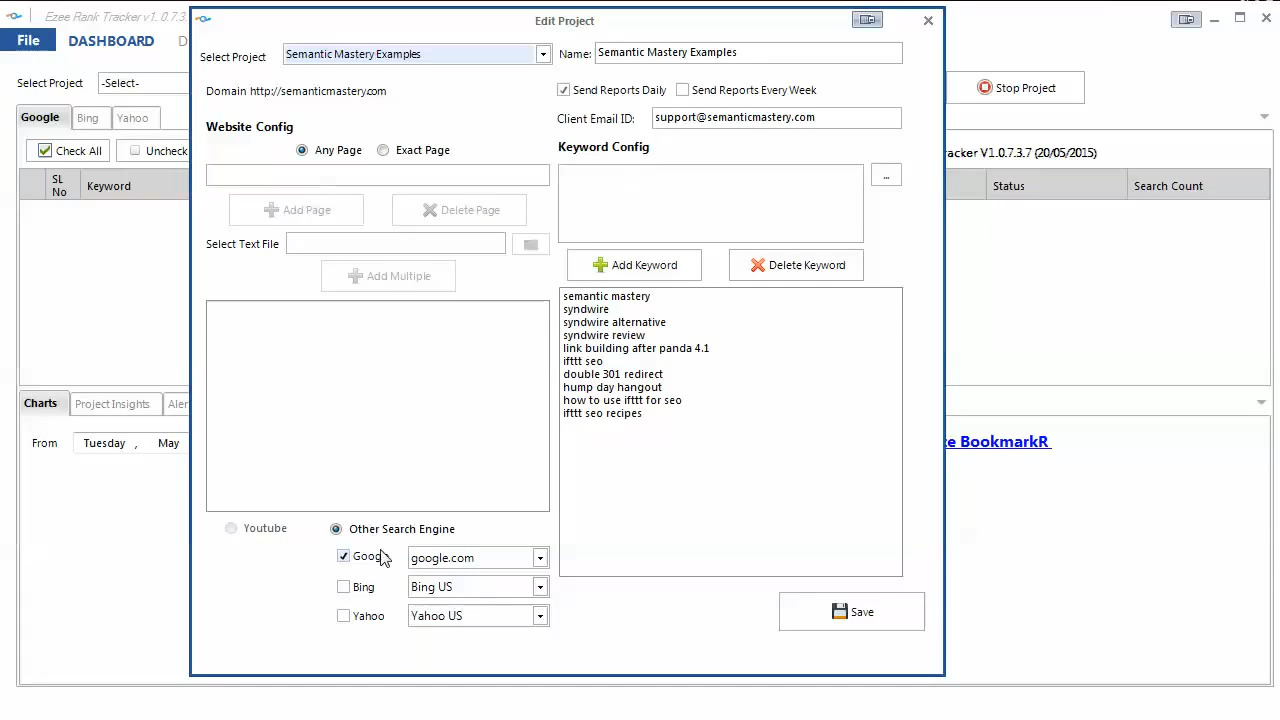 Ezee Rank Tracker v1. 0.7.3.
Edit Project
File
DASHBOARD
D
Select Project
Semantic Mastery Examples
Name:
Semantic Mastery Examples
Select Project
-Select-
Domain http://semanticmastery.com
Send Reports Daily
Send Reports Every Week
Stop Project
Client Email ID:
support@semanticmastery.com
Google
Bing
Yahoo
Website Config
Keyword Config
Check All
Uncheck
Any Page
Exact Page
acker V1.0.7.3.7 (20/05/2015)
SL No
Keyword
...
Status
Search Count
Add Page
Delete Page
Select Text File
Add Keyword
Delete Keyword
Add Multiple
semantic mastery
syndwire
syndwire alternative
syndwire review
link building after panda 4.1
ifttt seo
double 301 redirect
hump day hangout
how to use ifttt for seo
ifttt seo recipes
Charts
Project Insights
Aler
From
Tuesday , May
te BookmarkR
Youtube
Other Search Engine
Goog
google.com
Bing
Bing US
Yahoo
Yahoo US
Save